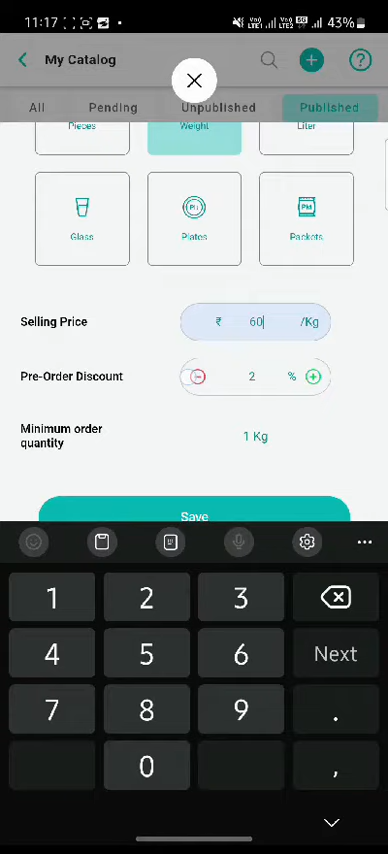 11:17
43%
My Catalog
All Pending Unpublished Published
Pieces Weight Liter
Glass Plates Packets
Selling Price ₹ 60 /Kg
Pre-Order Discount 2 %
Minimum order
quantity
1 Kg
Save
1 2 3
4 5 6 Next
7 8 9 .
0 ,